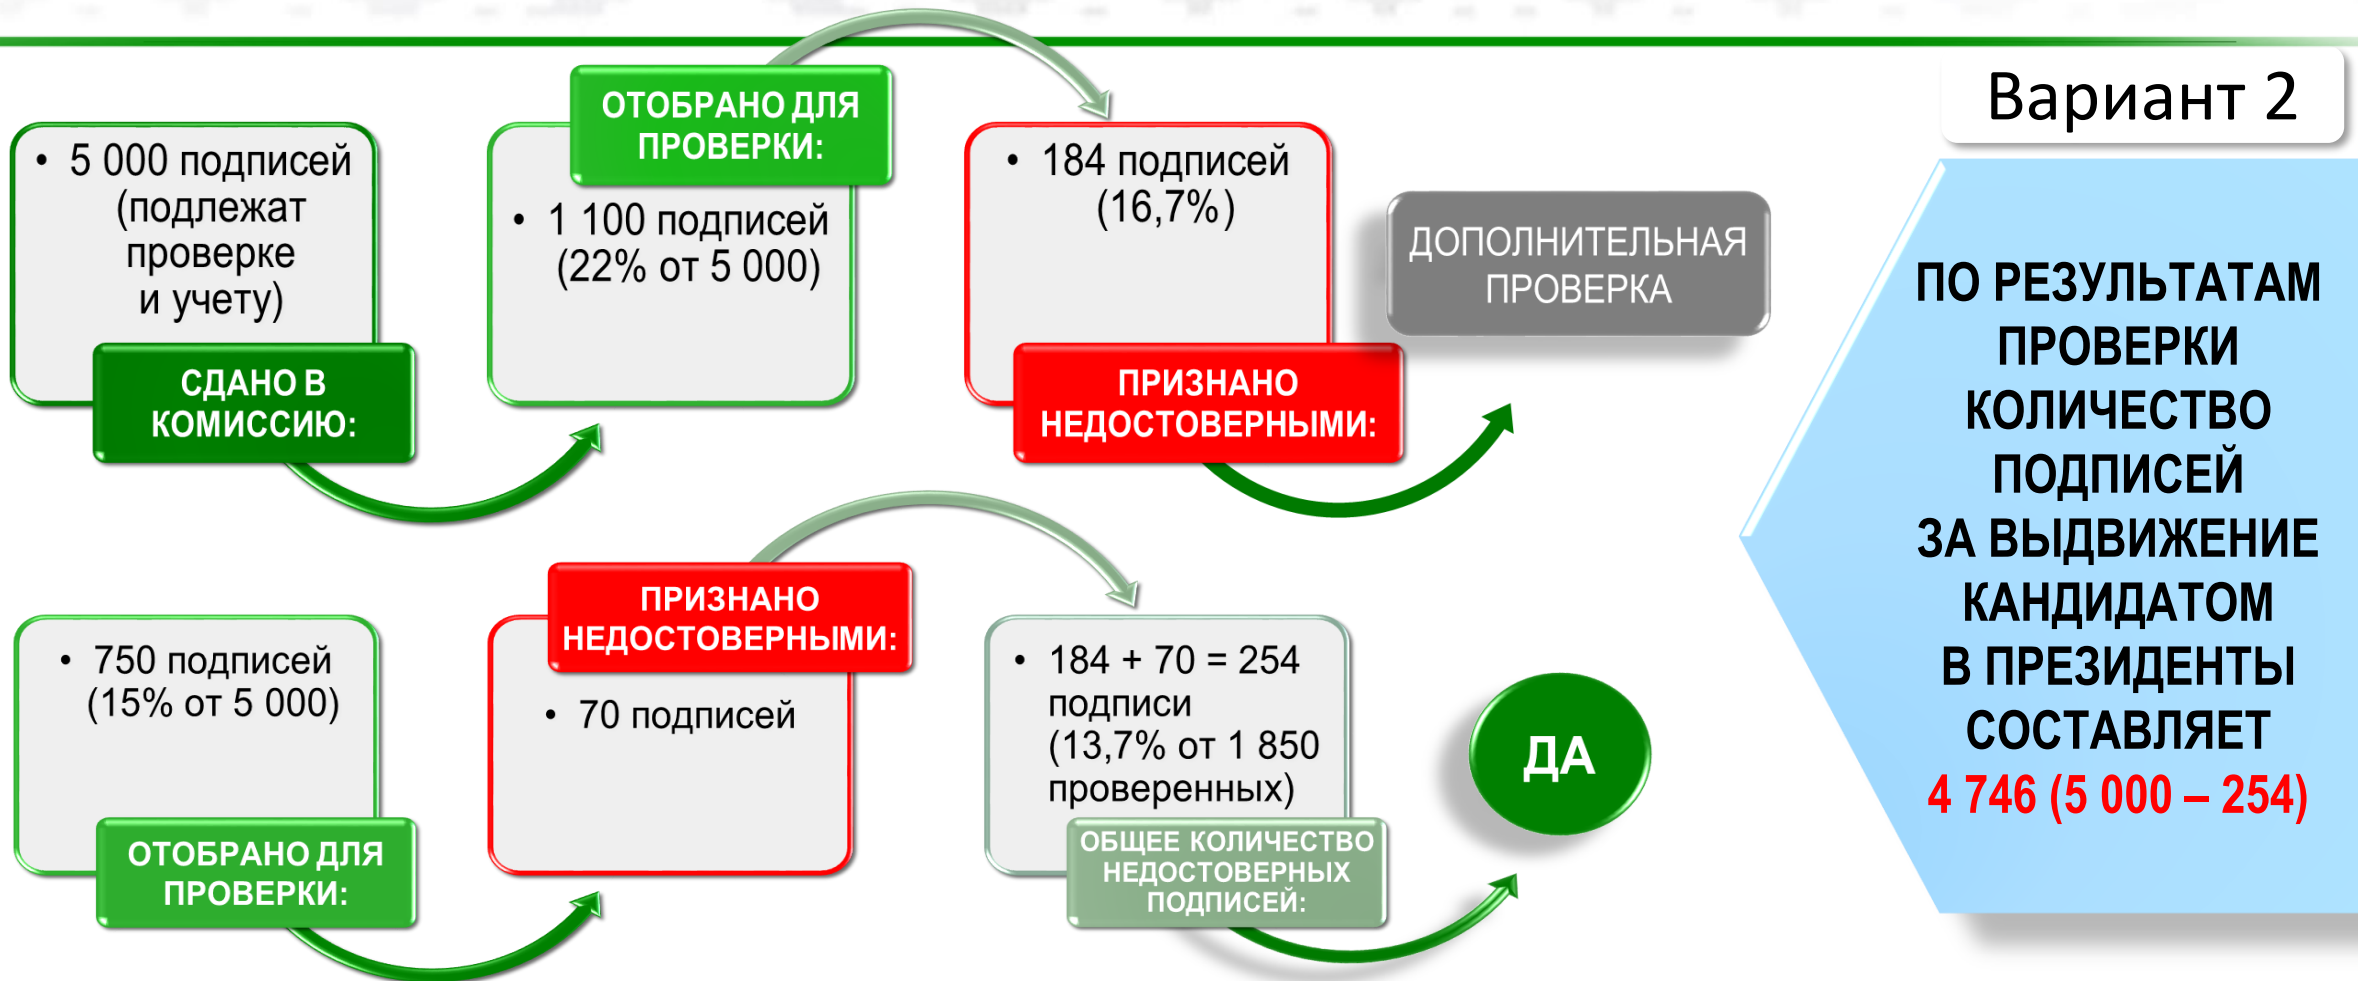 Вариант 2
• 5 000 подписей
(подлежат
проверке
и учету)
СДАНО В
КОМИССИЮ:
ОТОБРАНО ДЛЯ
ПРОВЕРКИ:
• 1 100 подписей
(22% от 5 000)
• 184 подписей
(16,7%)
ПРИЗНАНО
НЕДОСТОВЕРНЫМИ:
ДОПОЛНИТЕЛЬНАЯ
ПРОВЕРКА
• 750 подписей
(15% от 5 000)
ОТОБРАНО ДЛЯ
ПРОВЕРКИ:
ПРИЗНАНО
НЕДОСТОВЕРНЫМИ:
• 70 подписей
• 184 + 70 = 254
подписи
(13,7% от 1 850
проверенных)
ОБЩЕЕ КОЛИЧЕСТВО
НЕДОСТОВЕРНЫХ
ПОДПИСЕЙ:
ДА
ПО РЕЗУЛЬТАТАМ
ПРОВЕРКИ
КОЛИЧЕСТВО
ПОДПИСЕЙ
ЗА ВЫДВИЖЕНИЕ
КАНДИДАТОМ
В ПРЕЗИДЕНТЫ
СОСТАВЛЯЕТ
4 746 (5 000 – 254)